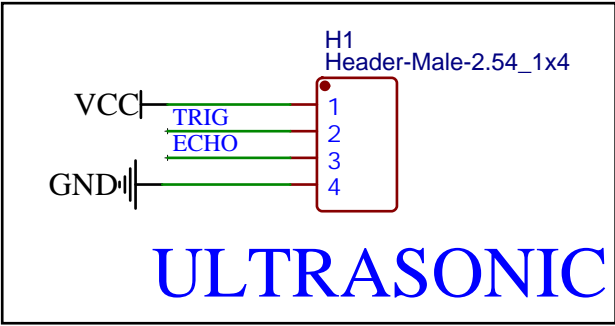 H1
Header-Male-2.54_1x4
VCC 1
TRIG 2
ECHO 3
GND 4
ULTRASONIC